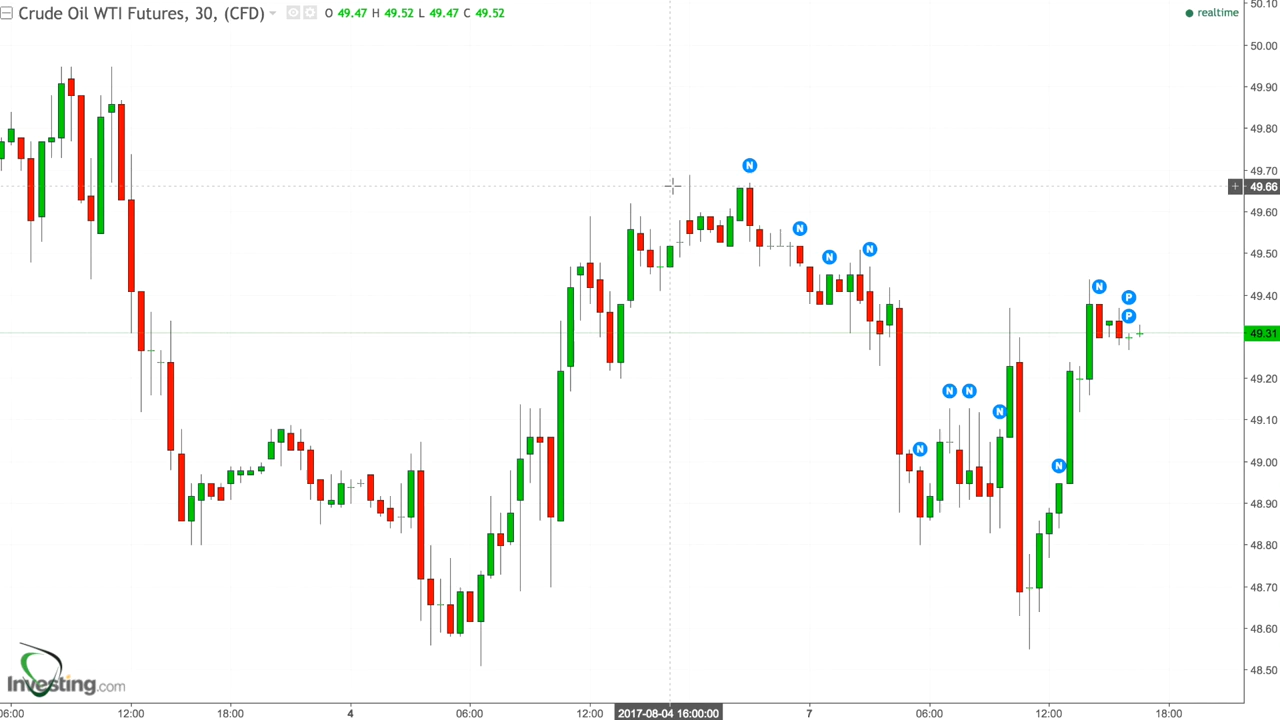 Crude Oil WTI Futures, 30, (CFD) O 49.47 H 49.52 L 49.47 C 49.52
realtime
50.10
50.00
49.90
49.80
49.70
49.66
49.60
49.50
49.40
49.31
49.20
49.10
49.00
48.90
48.80
48.70
48.60
48.50
N
N
N
N
N
P
P
N
N
N
N
N
Investing.com
06:00 12:00 18:00 4 06:00 12:00 2017-08-04 16:00:00 7 06:00 12:00 18:00